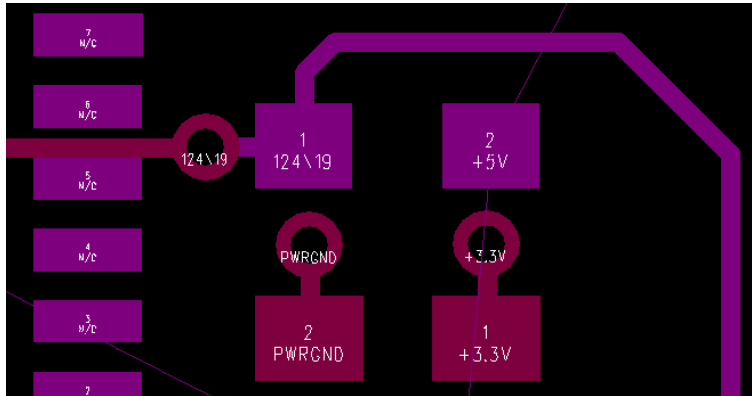 7
N/C
6
N/C
124\19
1
124\19
2
+5V
5
N/C
4
N/C
PWRGND
+3.3V
3
N/C
2
PWRGND
1
+3.3V
2